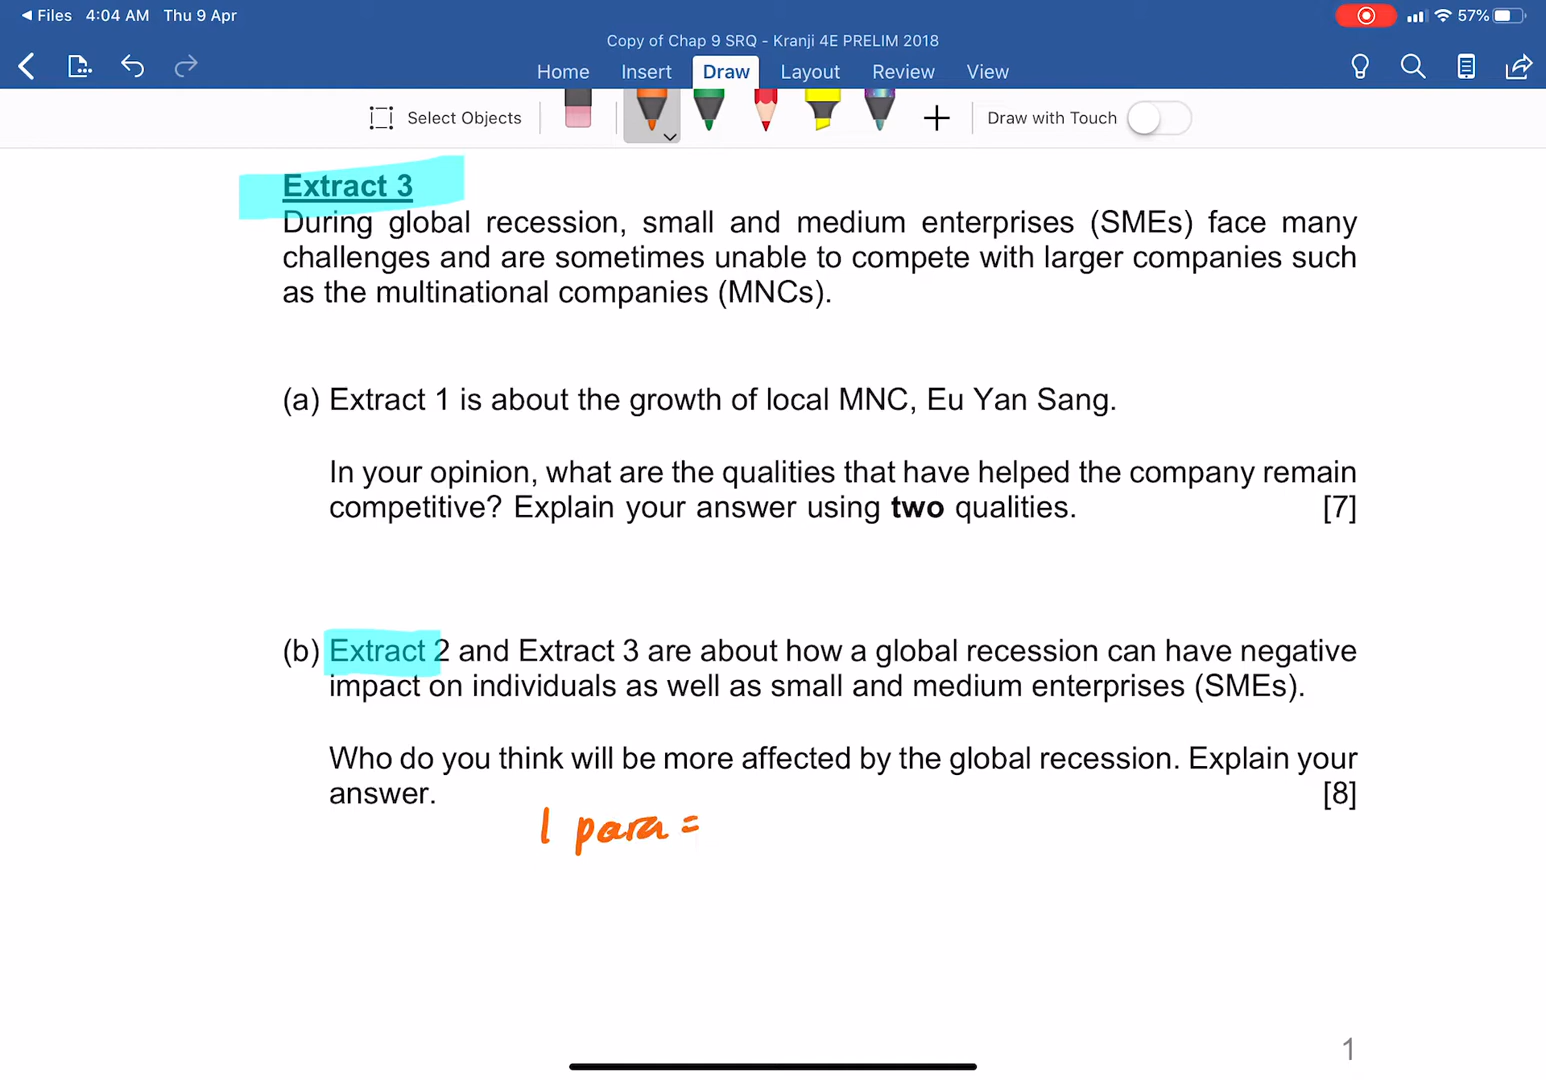 Files 4:04 AM Thu 9 Apr
57%
Copy of Chap 9 SRQ - Kranji 4E PRELIM 2018
Home Insert Draw Layout Review View
Select Objects
Draw with Touch
Extract 3
During global recession, small and medium enterprises (SMEs) face many
challenges and are sometimes unable to compete with larger companies such
as the multinational companies (MNCs).
(a) Extract 1 is about the growth of local MNC, Eu Yan Sang.
In your opinion, what are the qualities that have helped the company remain
competitive? Explain your answer using two qualities. [7]
(b) Extract 2 and Extract 3 are about how a global recession can have negative
impact on individuals as well as small and medium enterprises (SMEs).
Who do you think will be more affected by the global recession. Explain your
answer. [8]
1 para =
1